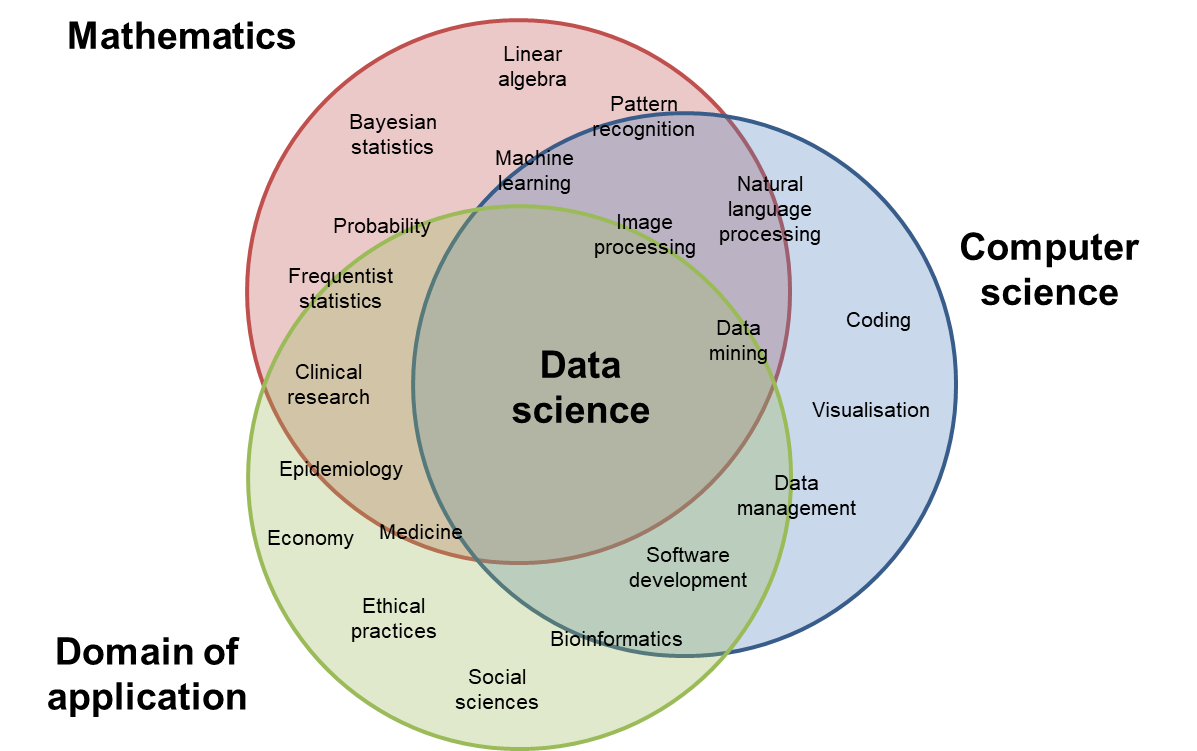 Mathematics
Linear
algebra
Pattern
recognition
Bayesian
statistics
Machine
learning
Natural
language
processing
Probability
Image
processing
Computer
science
Frequentist
statistics
Coding
Data
mining
Data
science
Clinical
research
Visualisation
Epidemiology
Data
management
Economy
Medicine
Software
development
Ethical
practices
Bioinformatics
Domain of
application
Social
sciences